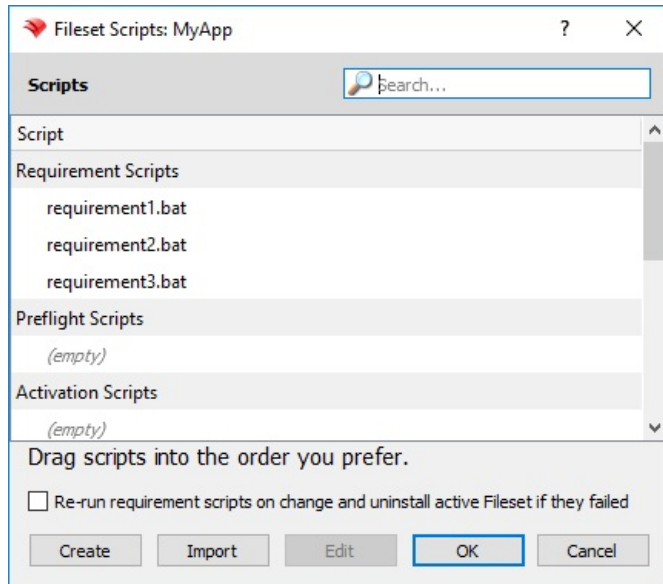 Fileset Scripts: MyApp
?
Scripts
Search...
Script
Requirement Scripts
requirement1.bat
requirement2.bat
requirement3.bat
Preflight Scripts
(empty)
Activation Scripts
(empty)
Drag scripts into the order you prefer.
Re-run requirement scripts on change and uninstall active Fileset if they failed
Create Import Edit OK Cancel